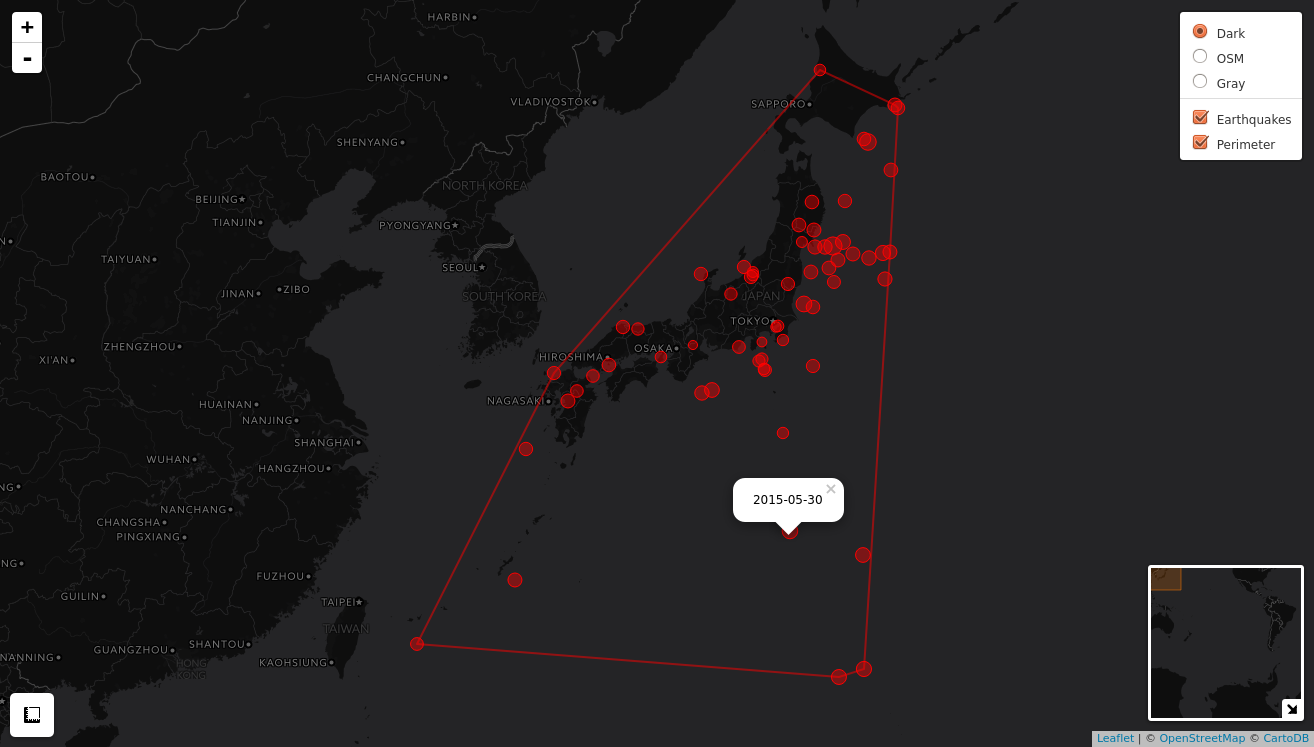 +
-
HARBIN
CHANGCHUN
VLADIVOSTOK
SAPPORO
SHENYANG
BAOTOU
NORTH KOREA
BEIJING
TIANJIN
PYONGYANG
TAIYUAN
SEOUL
JINAN
ZIBO
SOUTH KOREA
JAPAN
TOKYO
ZHENGZHOU
OSAKA
XI'AN
HIROSHIMA
HUAINAN
NAGASAKI
NANJING
SHANGHAI
WUHAN
HANGZHOU
NG
NANCHANG
CHANGSHA
PINGXIANG
NG
FUZHOU
GUILIN
TAIPEI
TAIWAN
SHANTOU
GUANGZHOU
NANNING
HONG KONG
KAOHSIUNG
2015-05-30
×
Dark
OSM
Gray
Earthquakes
Perimeter
Leaflet | © OpenStreetMap © CartoDB